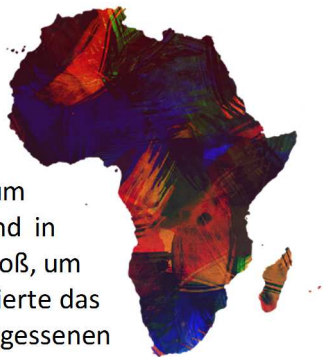 um
nd in
oß, um
ierte das
gessenen